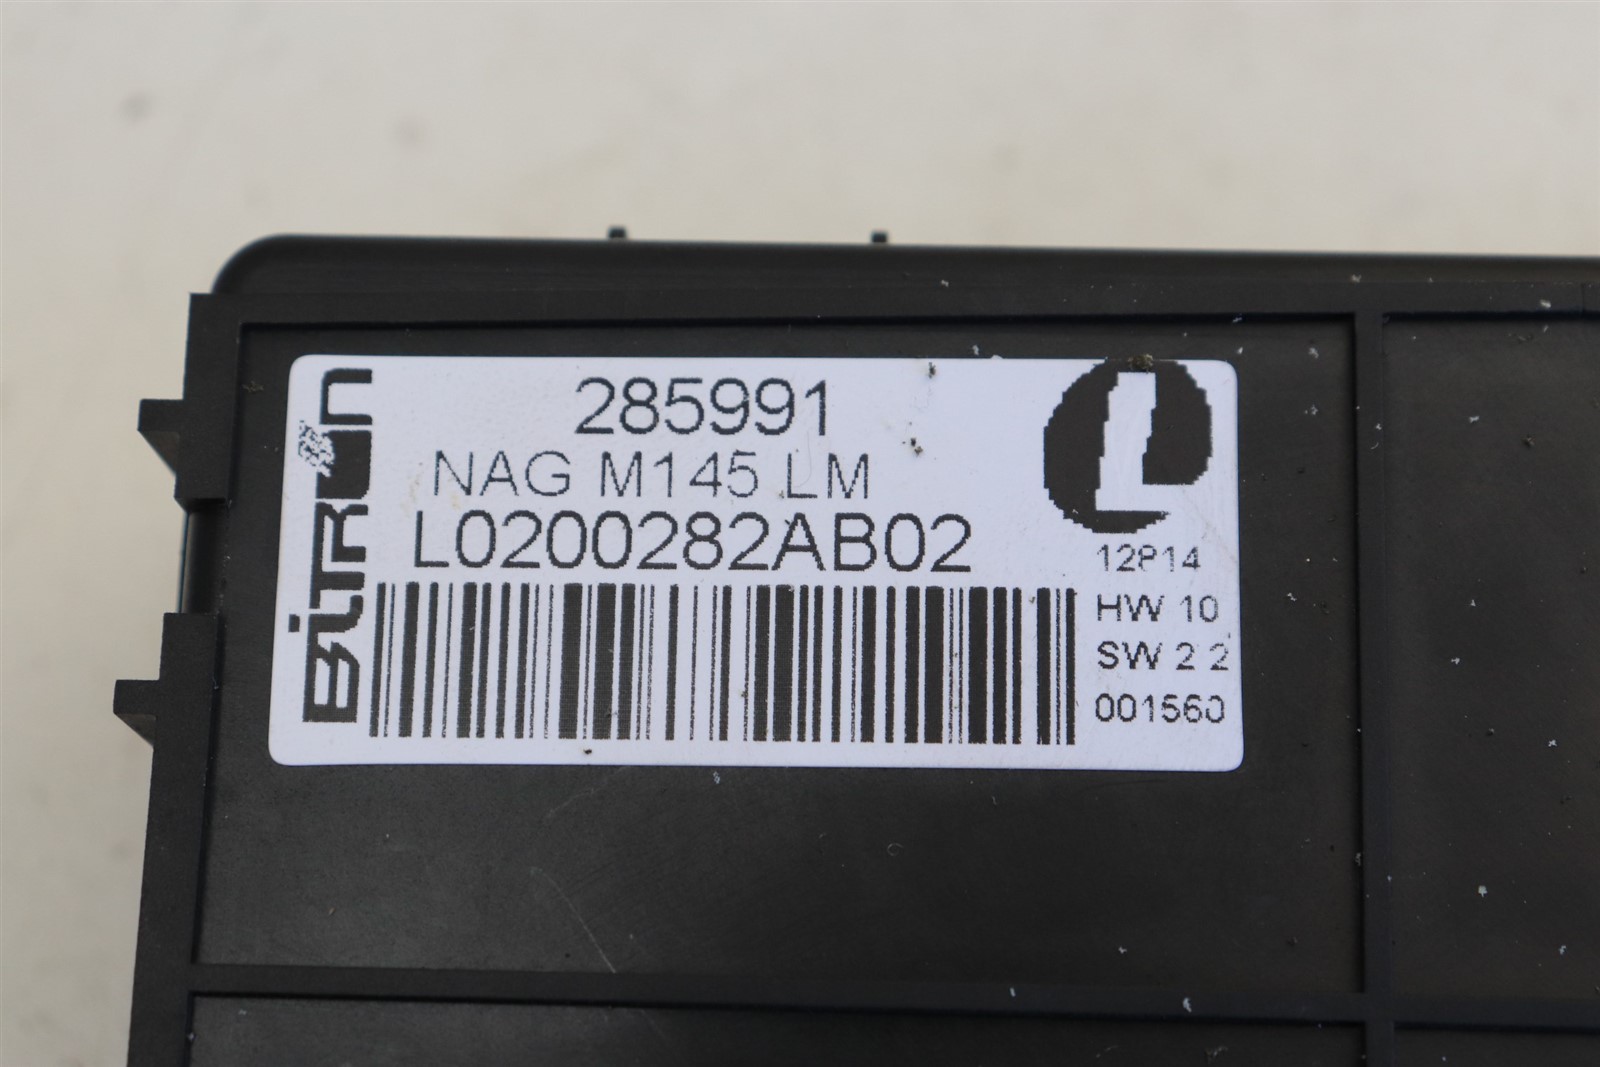 BiTRON
285991
NAG M145 LM
L0200282AB02
L
12814
HW 10
SW 2 2
001560